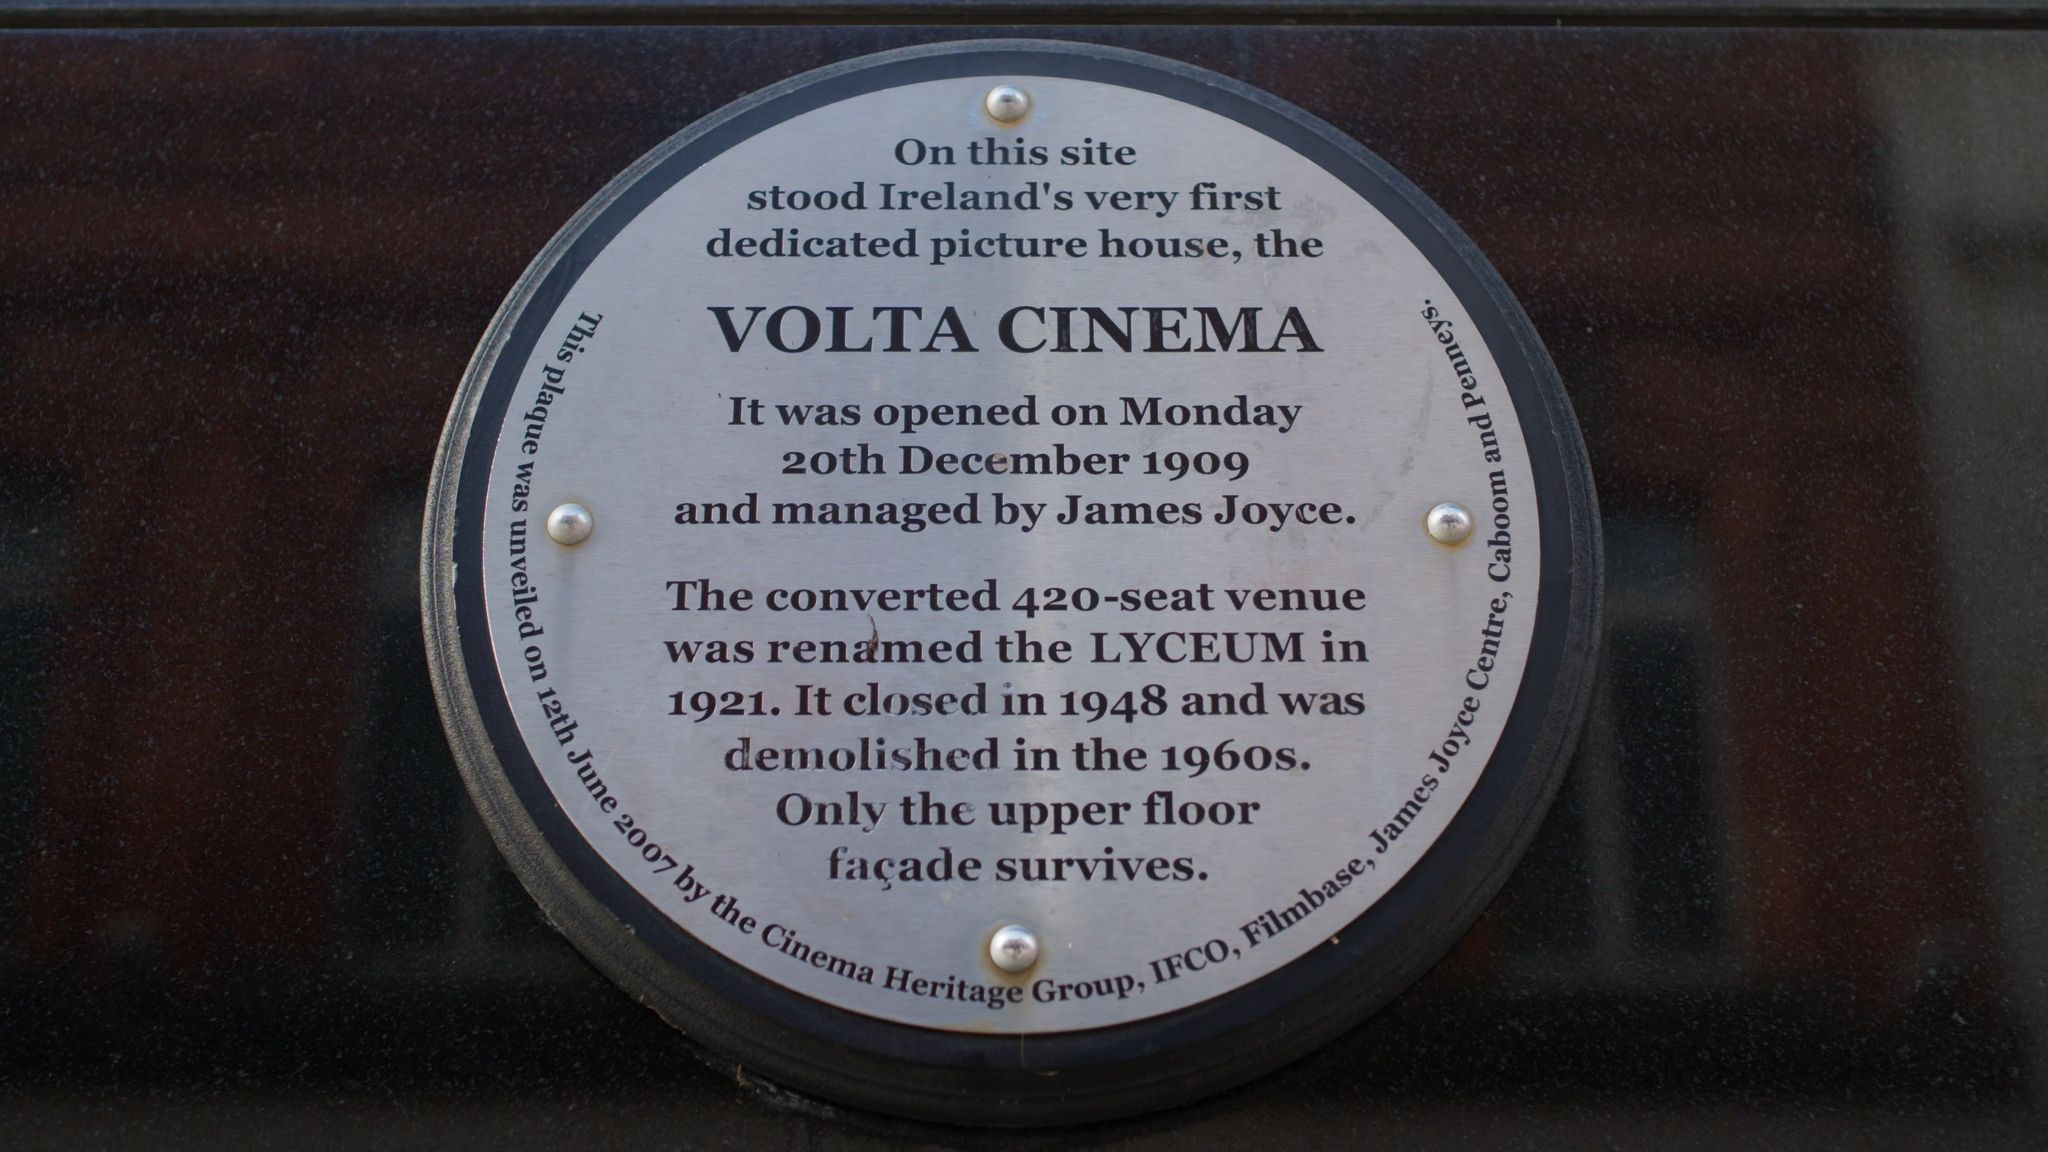 On this site
stood Ireland's very first
dedicated picture house, the
VOLTA CINEMA
It was opened on Monday
20th December 1909
and managed by James Joyce.
The converted 420-seat venue
was renamed the LYCEUM in
1921. It closed in 1948 and was
demolished in the 1960s.
Only the upper floor
façade survives.
This plaque was unveiled on 12th June 2007 by the Cinema Heritage Group, IFCO, Filmbase, James Joyce Centre, Caboom and Penneys.